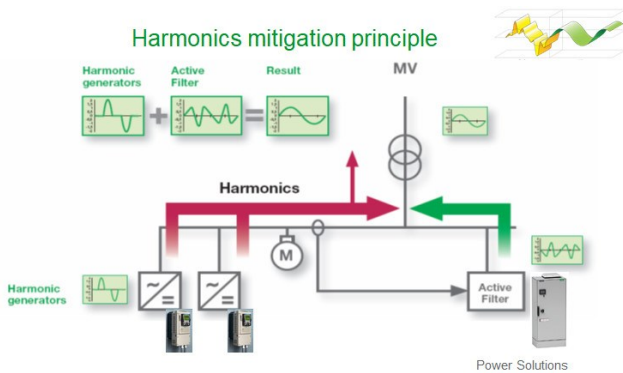 Harmonics mitigation principle
Harmonic
generators
Active
Filter
Result
MV
+
=
Harmonics
M
Harmonic
generators
~
=
~
=
Active
Filter
Power Solutions